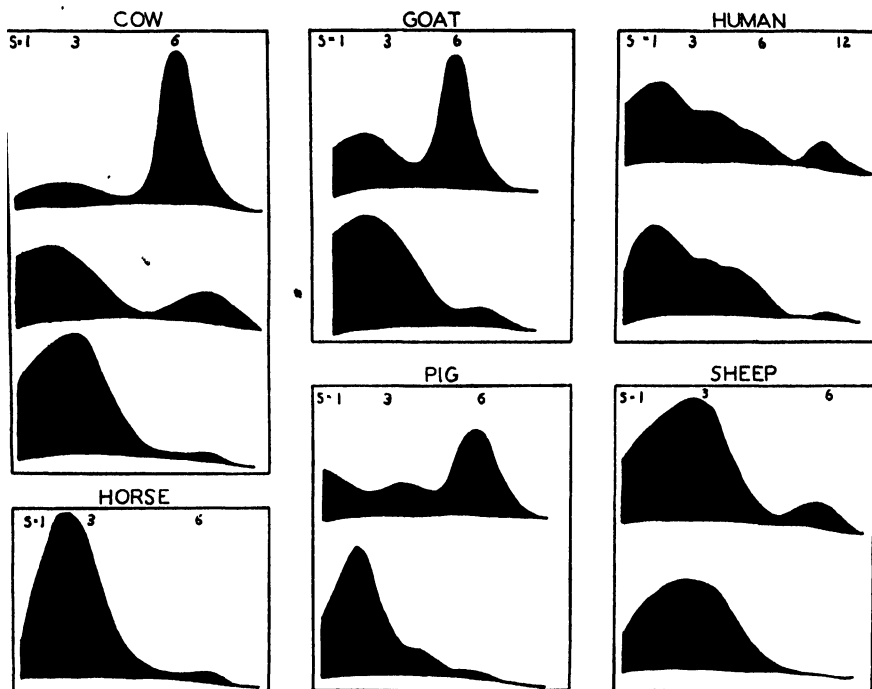 COW
S=1 3 6
GOAT
S=1 3 6
HUMAN
S=1 3 6 12
PIG
S=1 3 6
SHEEP
S=1 3 6
HORSE
S=1 3 6